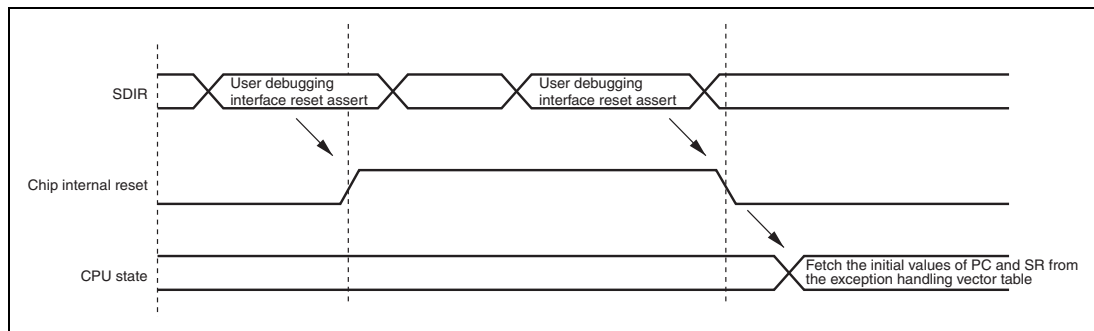 SDIR
User debugging
interface reset assert
User debugging
interface reset assert
Chip internal reset
CPU state
Fetch the initial values of PC and SR from
the exception handling vector table